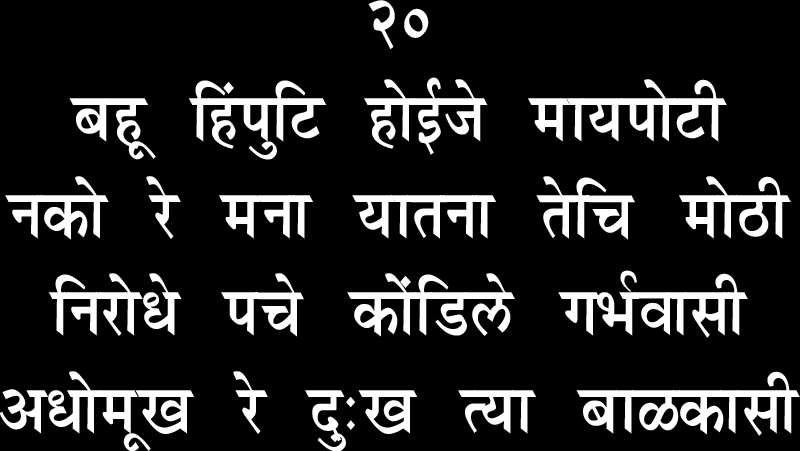 २०
बहू हिंपुटि होईजे मायपोटी
नको रे मना यातना तेचि मोठी
निरोधे पचे कोंडिले गर्भवासी
अधोमूख रे दुःख त्या बाळकासी